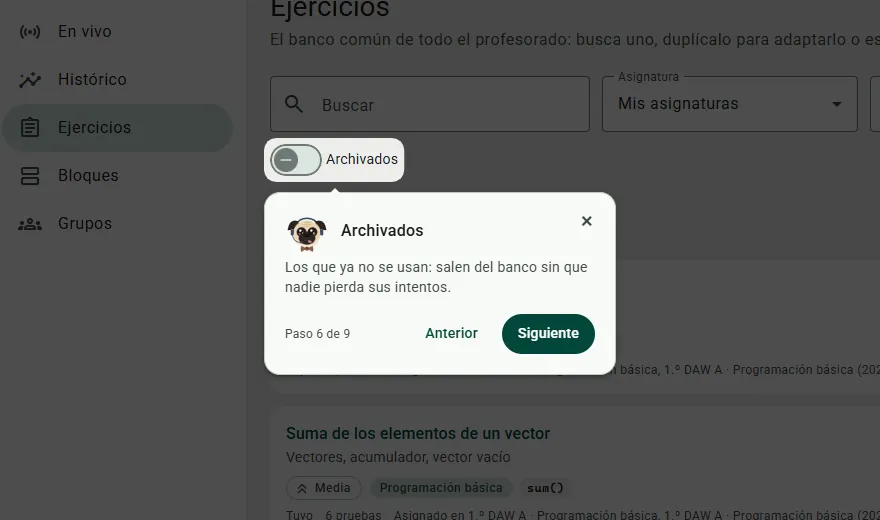 Ejercicios
En vivo
El banco común de todo el profesorado: busca uno, duplícalo para adaptarlo o es
Histórico
Asignatura
Buscar
Mis asignaturas
Ejercicios
Archivados
Bloques
Grupos
Archivados
Los que ya no se usan: salen del banco sin que
nadie pierda sus intentos.
Paso 6 de 9
Anterior
Siguiente
básica, 1.º DAW A · Programación básica (202
Suma de los elementos de un vector
Vectores, acumulador, vector vacío
Media
Programación básica
sum()
Tuyo 6 pruebas Asignado en 1.º DAW A · Programación básica, 1.º DAW A · Programación básica (202